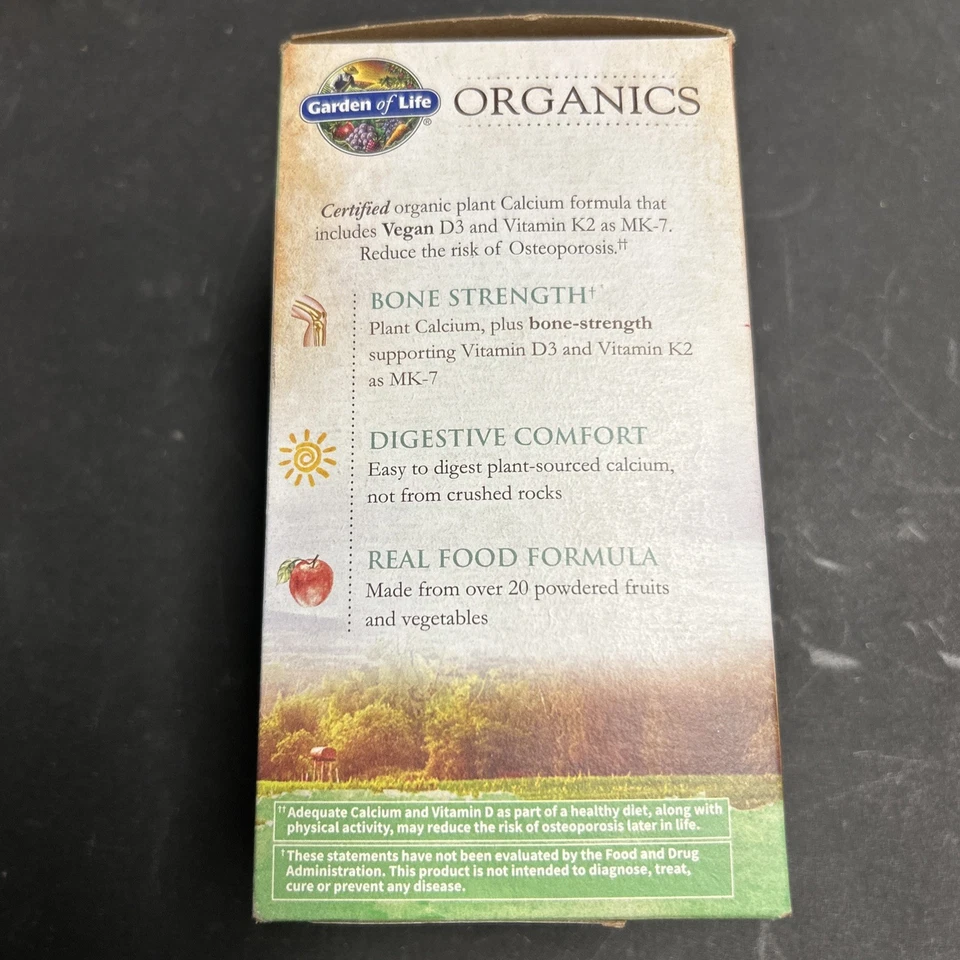 Garden of Life®
ORGANICS
Certified organic plant Calcium formula that
includes Vegan D3 and Vitamin K2 as MK-7.
Reduce the risk of Osteoporosis.††
BONE STRENGTH†
Plant Calcium, plus bone-strength
supporting Vitamin D3 and Vitamin K2
as MK-7
DIGESTIVE COMFORT
Easy to digest plant-sourced calcium,
not from crushed rocks
REAL FOOD FORMULA
Made from over 20 powdered fruits
and vegetables
††Adequate Calcium and Vitamin D as part of a healthy diet, along with
physical activity, may reduce the risk of osteoporosis later in life.
†These statements have not been evaluated by the Food and Drug
Administration. This product is not intended to diagnose, treat,
cure or prevent any disease.